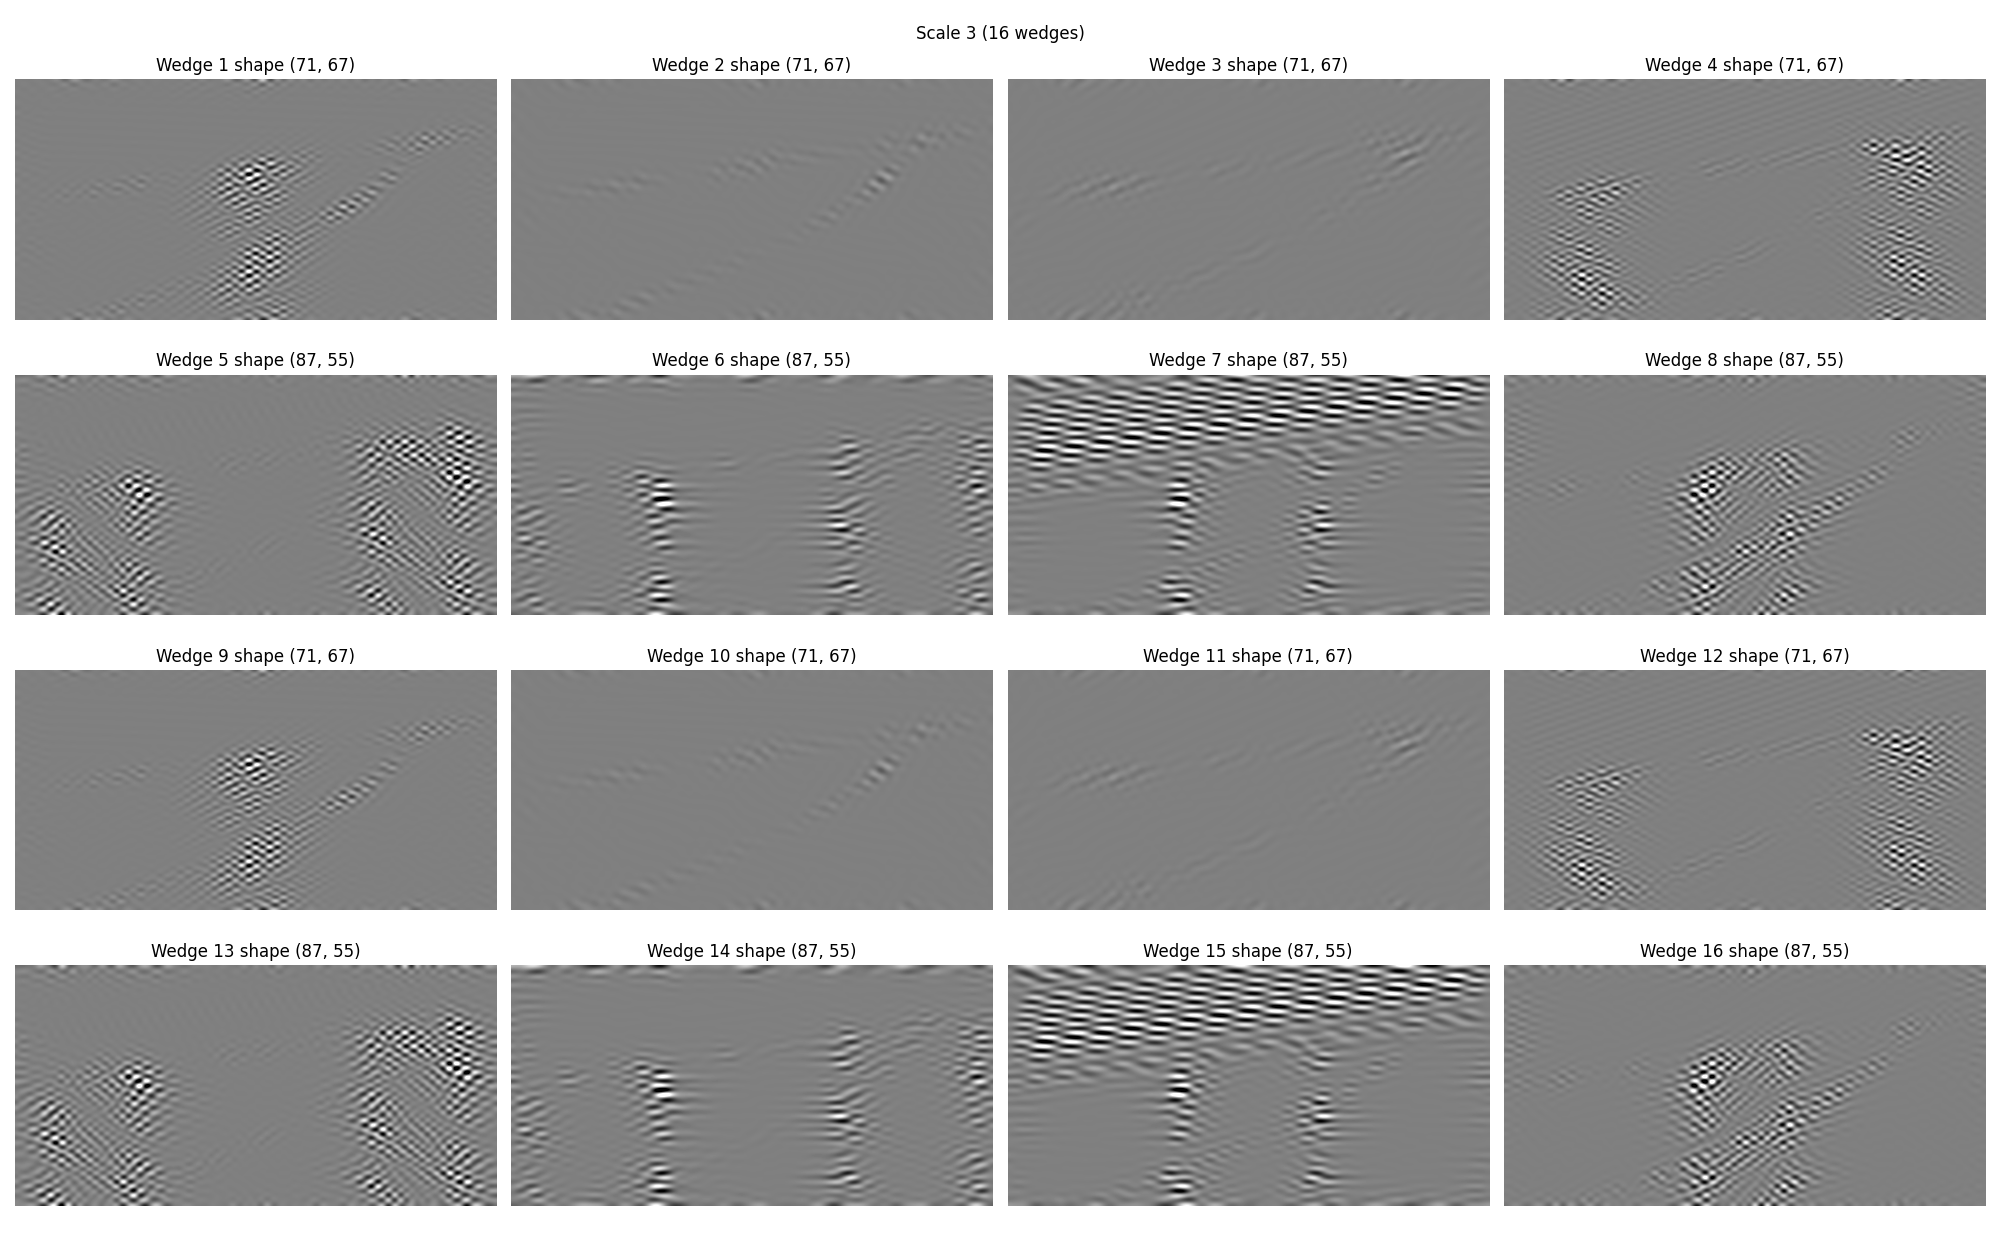 Scale 3 (16 wedges)
Wedge 1 shape (71, 67)
Wedge 2 shape (71, 67)
Wedge 3 shape (71, 67)
Wedge 4 shape (71, 67)
Wedge 5 shape (87, 55)
Wedge 6 shape (87, 55)
Wedge 7 shape (87, 55)
Wedge 8 shape (87, 55)
Wedge 9 shape (71, 67)
Wedge 10 shape (71, 67)
Wedge 11 shape (71, 67)
Wedge 12 shape (71, 67)
Wedge 13 shape (87, 55)
Wedge 14 shape (87, 55)
Wedge 15 shape (87, 55)
Wedge 16 shape (87, 55)